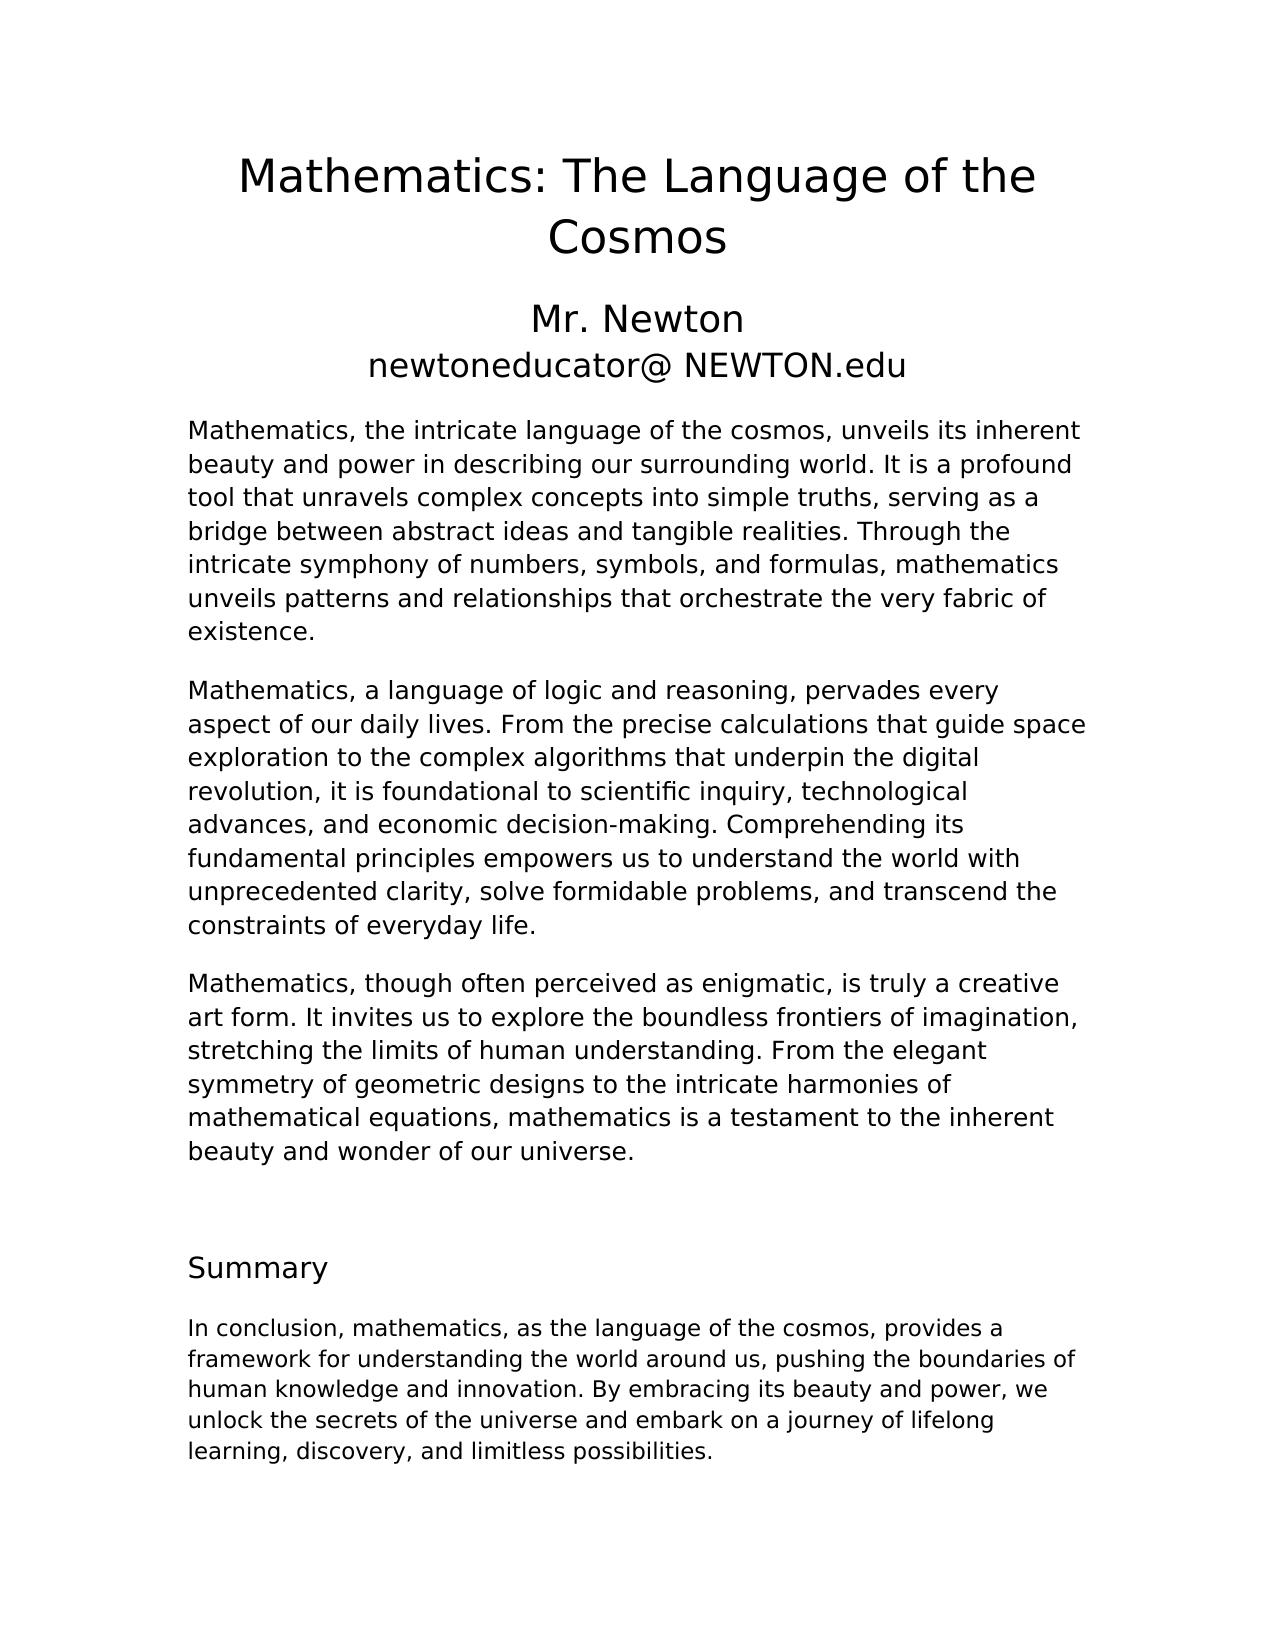 Mathematics: The Language of the
Cosmos
Mr. Newton
newtoneducator@ NEWTON.edu
Mathematics, the intricate language of the cosmos, unveils its inherent
beauty and power in describing our surrounding world. It is a profound
tool that unravels complex concepts into simple truths, serving as a
bridge between abstract ideas and tangible realities. Through the
intricate symphony of numbers, symbols, and formulas, mathematics
unveils patterns and relationships that orchestrate the very fabric of
existence.
Mathematics, a language of logic and reasoning, pervades every
aspect of our daily lives. From the precise calculations that guide space
exploration to the complex algorithms that underpin the digital
revolution, it is foundational to scientific inquiry, technological
advances, and economic decision-making. Comprehending its
fundamental principles empowers us to understand the world with
unprecedented clarity, solve formidable problems, and transcend the
constraints of everyday life.
Mathematics, though often perceived as enigmatic, is truly a creative
art form. It invites us to explore the boundless frontiers of imagination,
stretching the limits of human understanding. From the elegant
symmetry of geometric designs to the intricate harmonies of
mathematical equations, mathematics is a testament to the inherent
beauty and wonder of our universe.
Summary
In conclusion, mathematics, as the language of the cosmos, provides a
framework for understanding the world around us, pushing the boundaries of
human knowledge and innovation. By embracing its beauty and power, we
unlock the secrets of the universe and embark on a journey of lifelong
learning, discovery, and limitless possibilities.